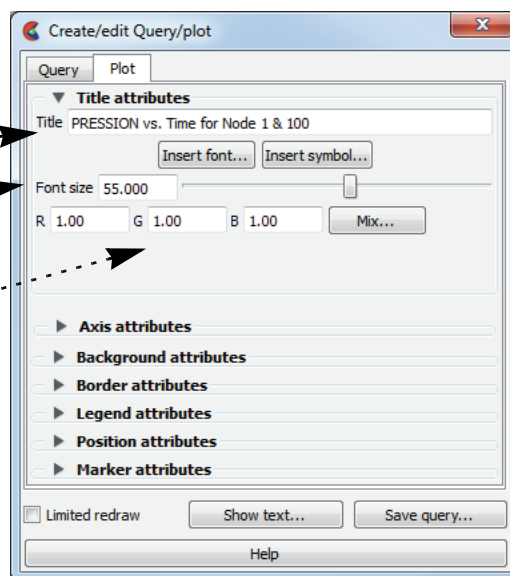 Create/edit Query/plot
Query Plot
Title attributes
Title PRESSION vs. Time for Node 1 & 100
Insert font... Insert symbol...
Font size 55.000
R 1.00 G 1.00 B 1.00 Mix...
Axis attributes
Background attributes
Border attributes
Legend attributes
Position attributes
Marker attributes
Limited redraw Show text... Save query...
Help